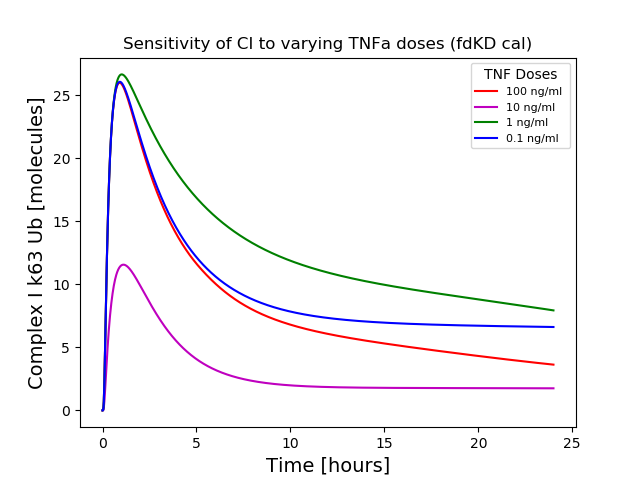 Sensitivity of CI to varying TNFa doses (fdKD cal)
TNF Doses
100 ng/ml
10 ng/ml
1 ng/ml
0.1 ng/ml
Complex I k63 Ub [molecules]
25
20
15
10
5
0
0 5 10 15 20 25
Time [hours]